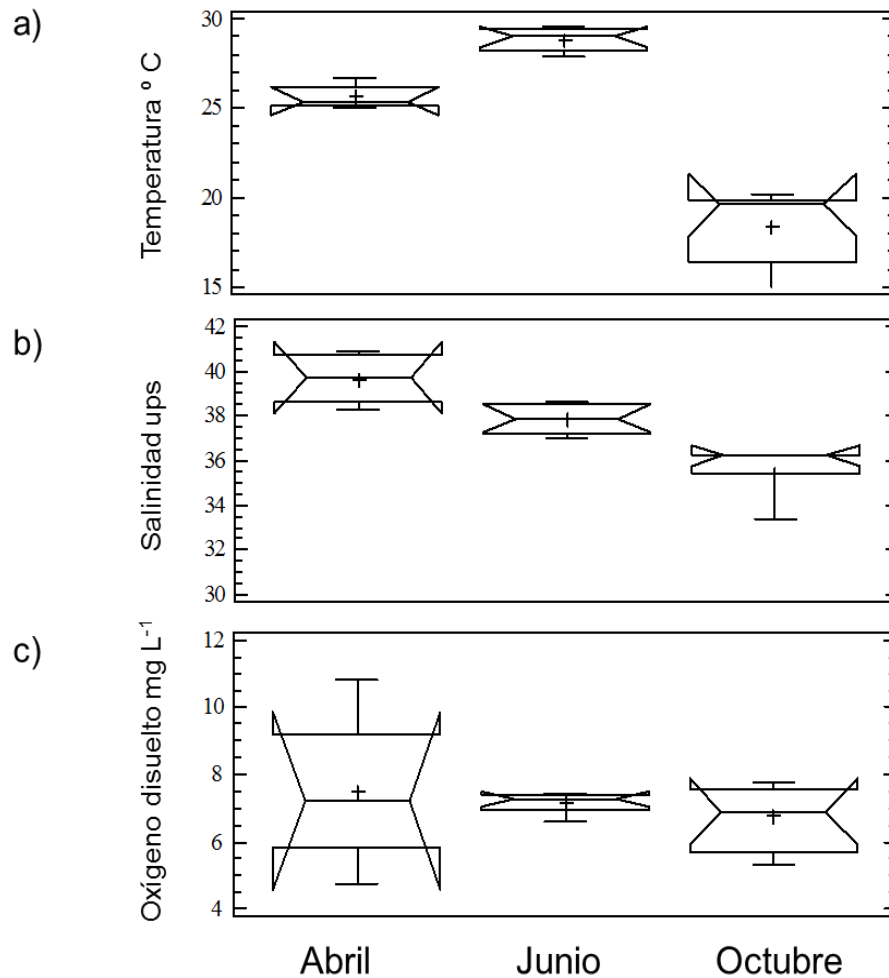 a)
Temperatura º C
30
25
20
15
b)
Salinidad ups
42
40
38
36
34
32
30
c)
Oxígeno disuelto mg L⁻¹
12
10
8
6
4
Abril Junio Octubre